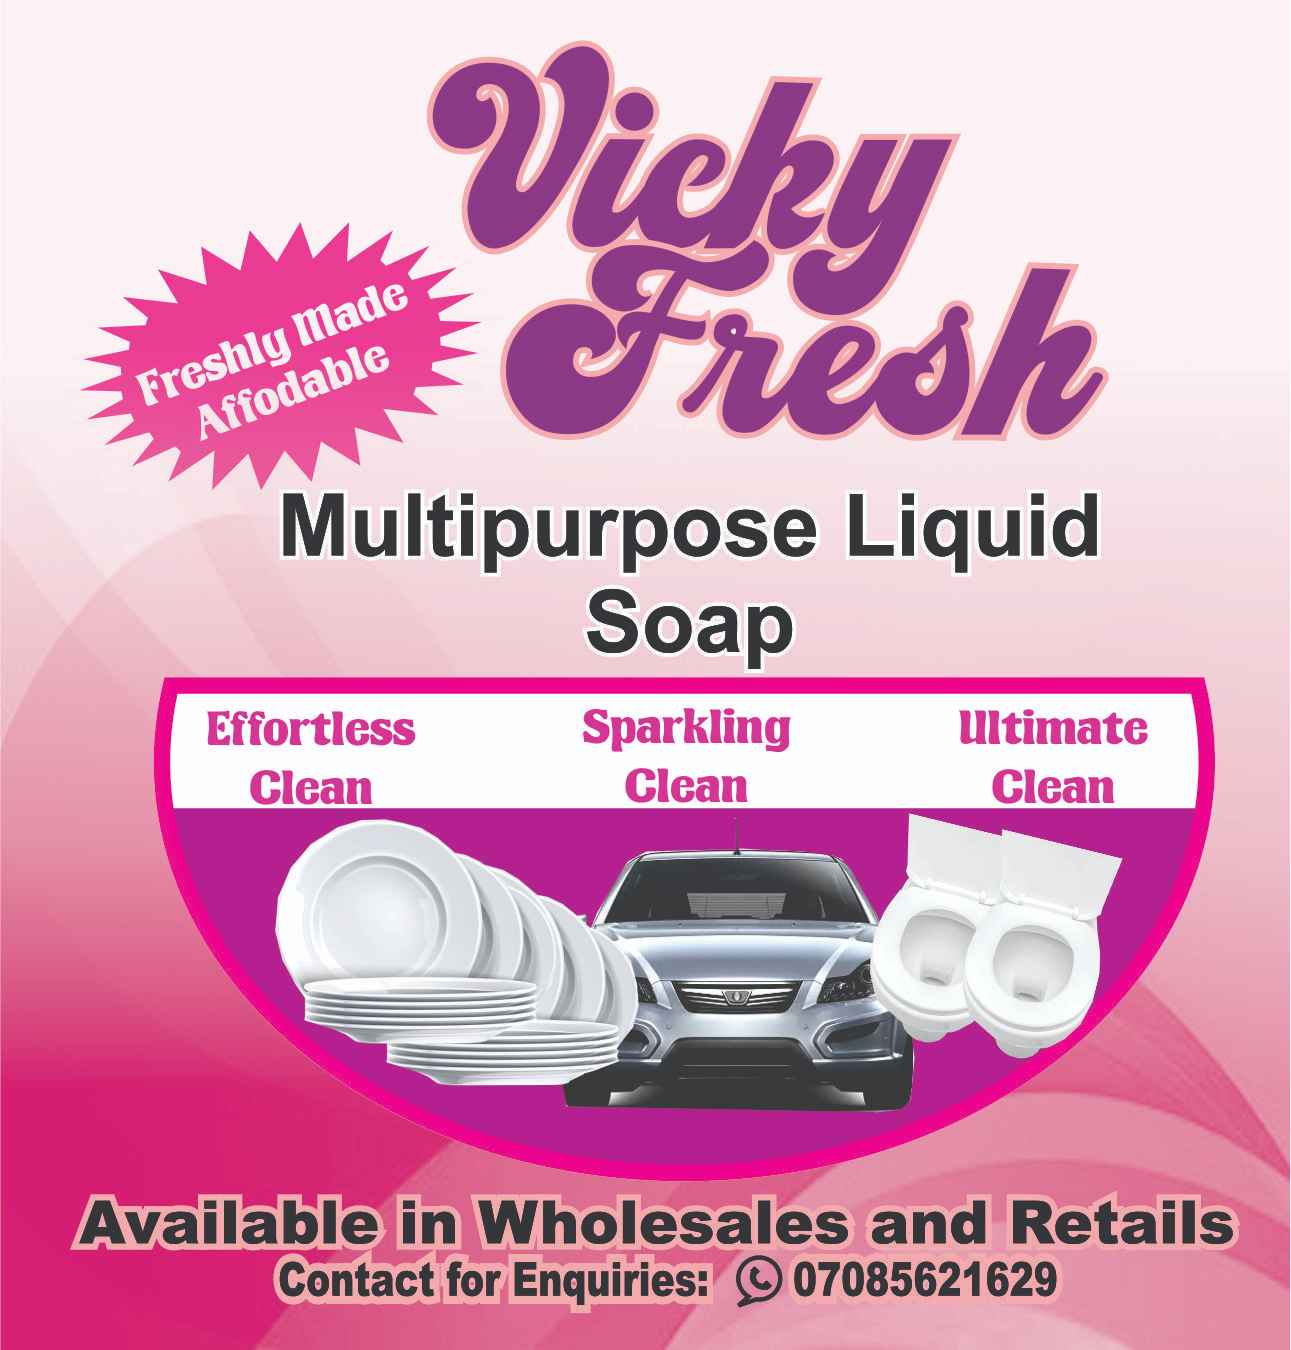 Vicky
Fresh
Freshly Made
Affodable
Multipurpose Liquid
Soap
Effortless
Clean
Sparkling
Clean
Ultimate
Clean
Available in Wholesales and Retails
Contact for Enquiries: 07085621629